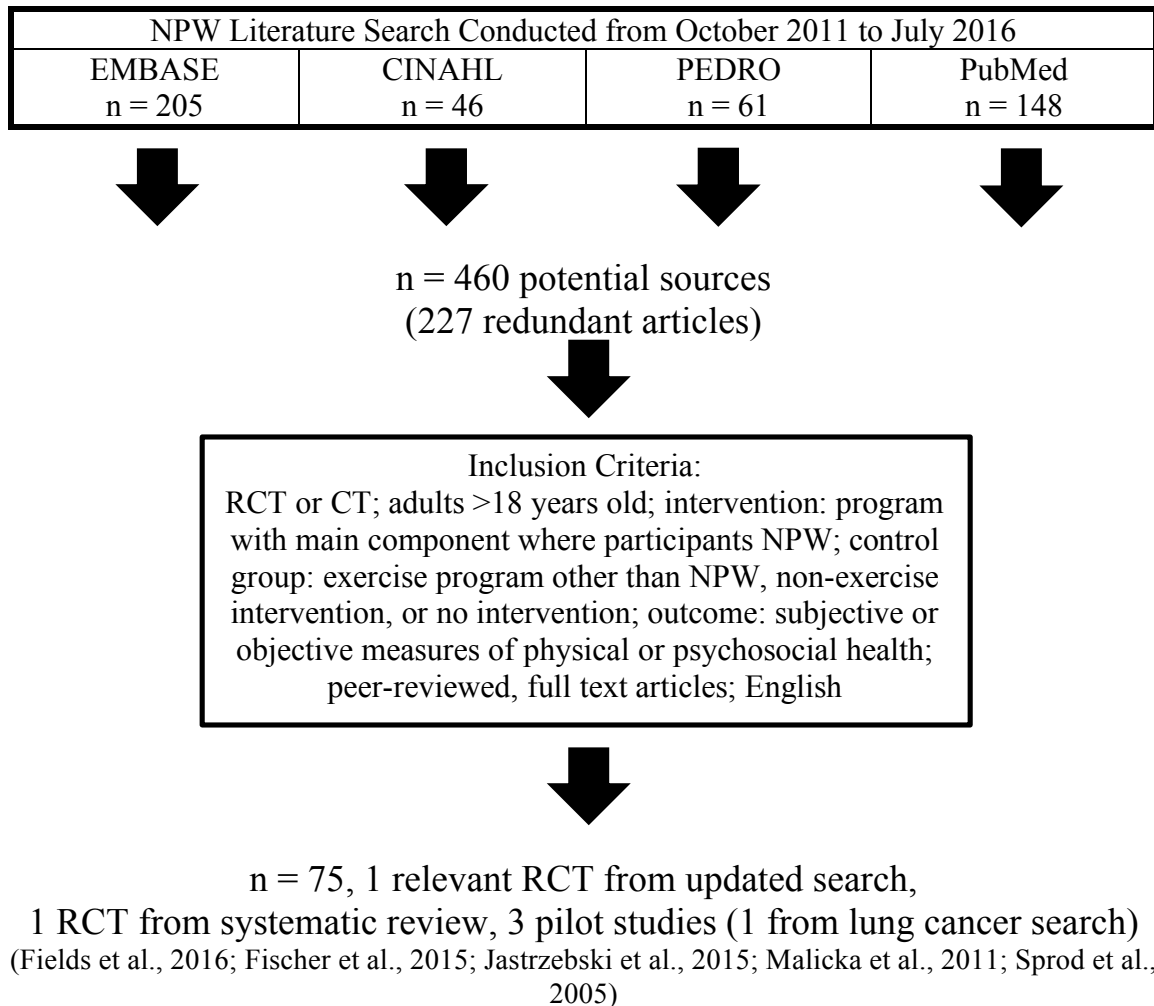 NPW Literature Search Conducted from October 2011 to July 2016
EMBASE CINAHL PEDRO PubMed
n = 205 n = 46 n = 61 n = 148
n = 460 potential sources
(227 redundant articles)
Inclusion Criteria:
RCT or CT; adults >18 years old; intervention: program
with main component where participants NPW; control
group: exercise program other than NPW, non-exercise
intervention, or no intervention; outcome: subjective or
objective measures of physical or psychosocial health;
peer-reviewed, full text articles; English
n = 75, 1 relevant RCT from updated search,
1 RCT from systematic review, 3 pilot studies (1 from lung cancer search)
(Fields et al., 2016; Fischer et al., 2015; Jastrzebski et al., 2015; Malicka et al., 2011; Sprod et al.,
2005)